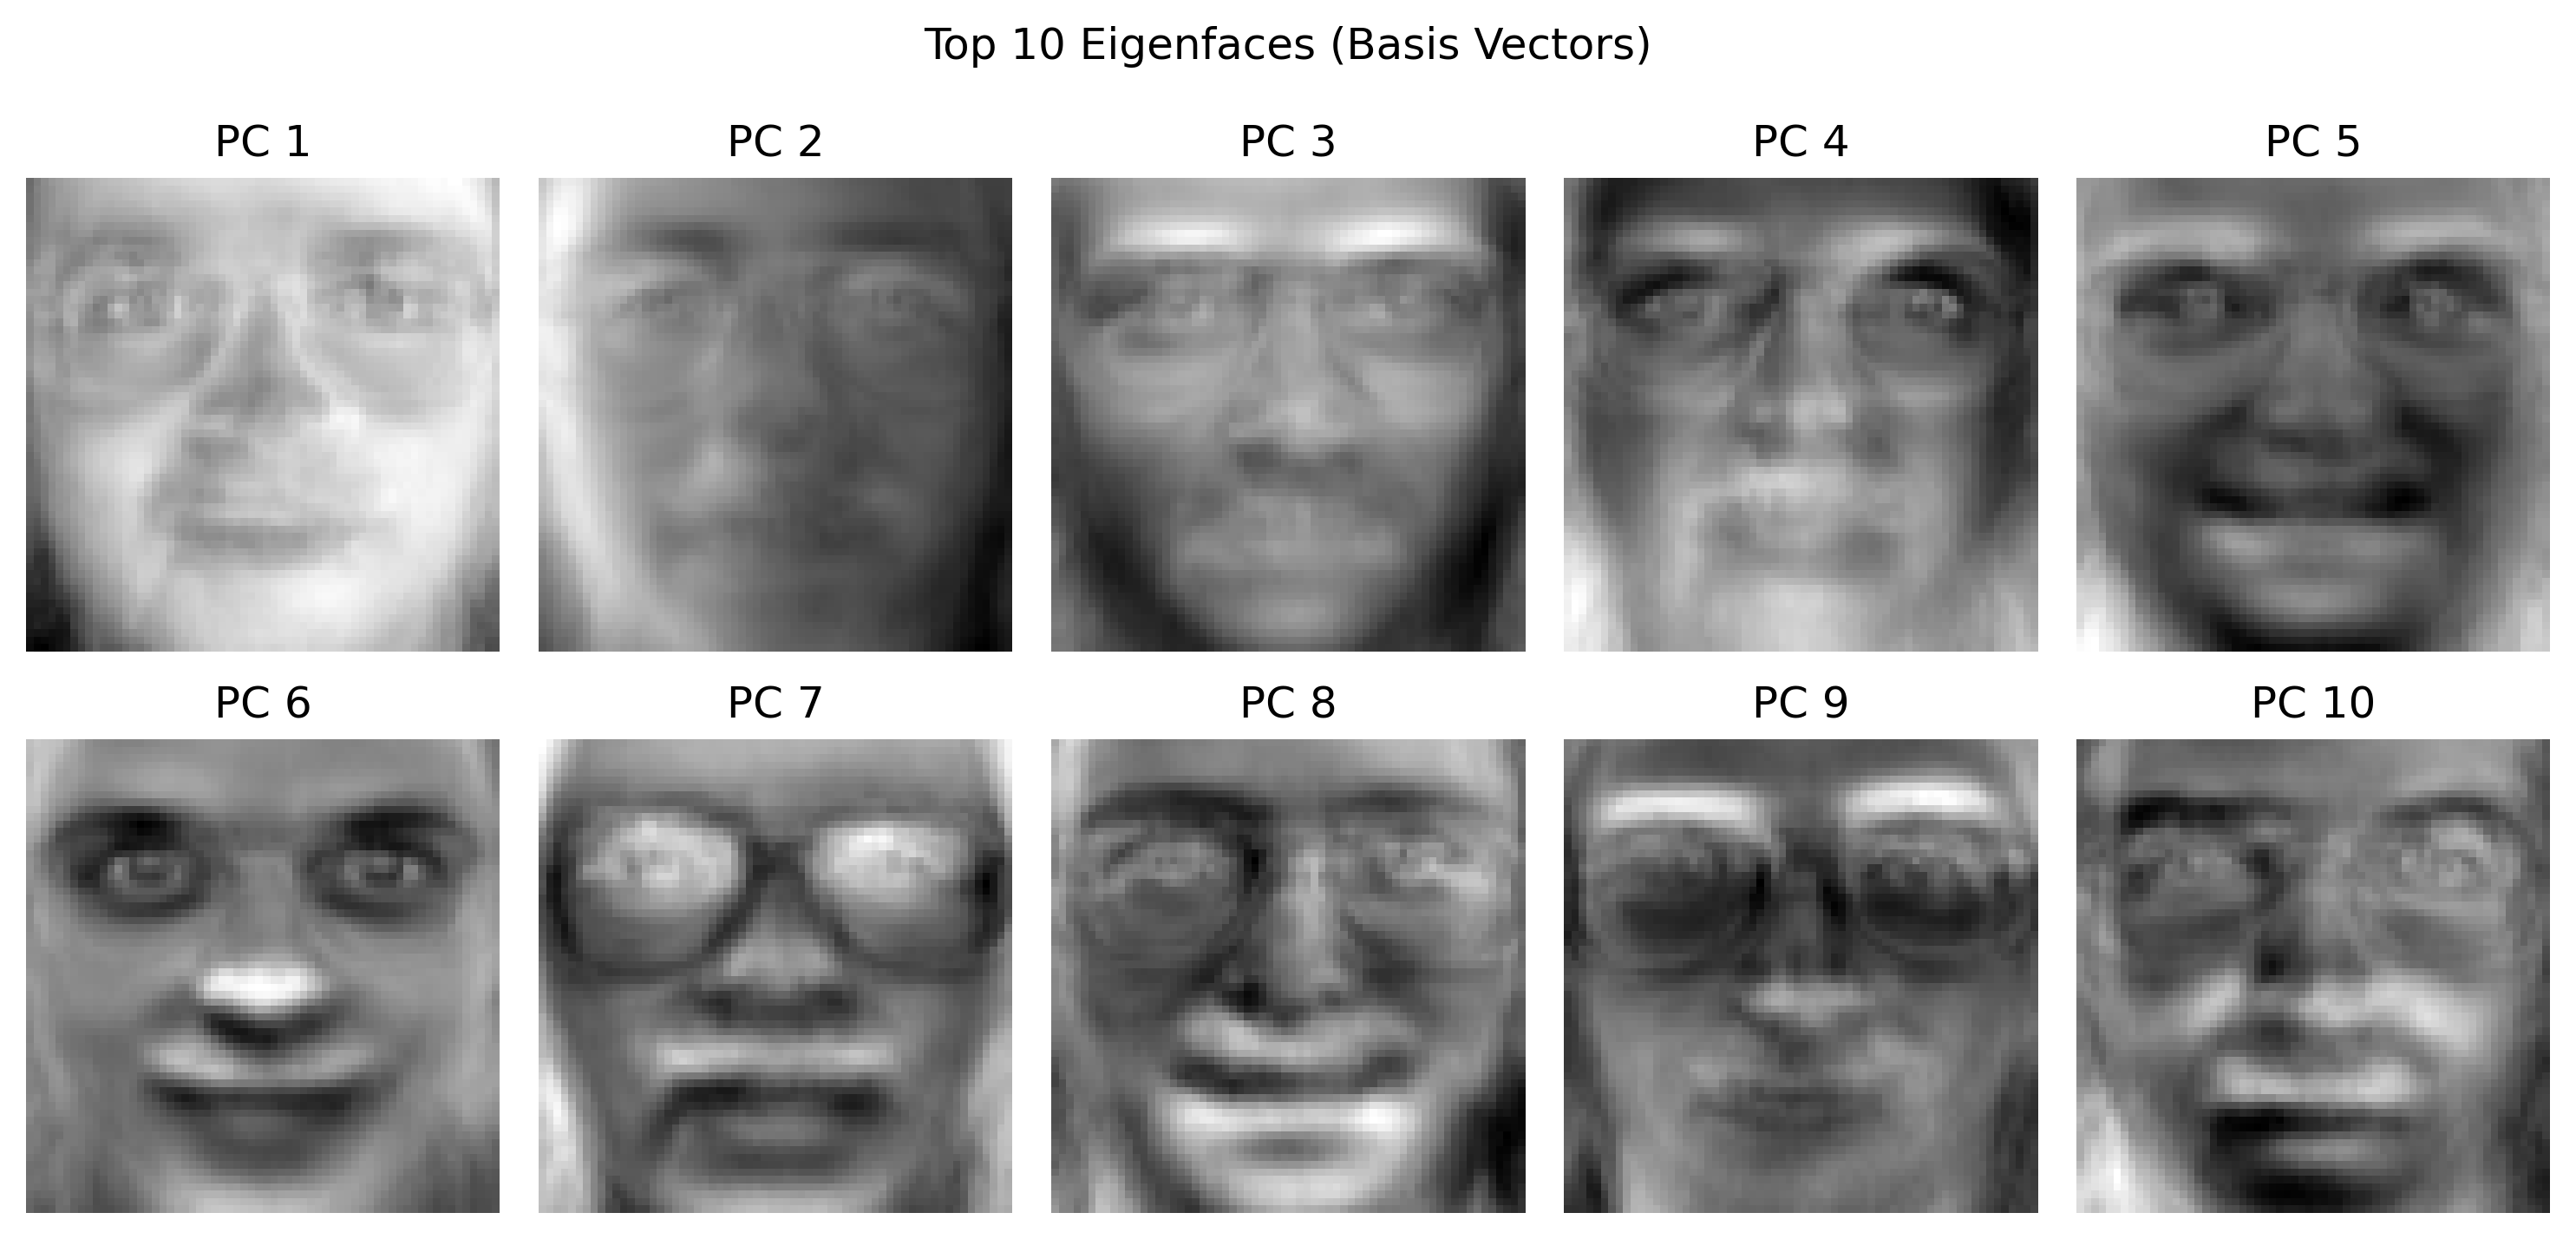 Top 10 Eigenfaces (Basis Vectors)
PC 1 PC 2 PC 3 PC 4 PC 5
PC 6 PC 7 PC 8 PC 9 PC 10